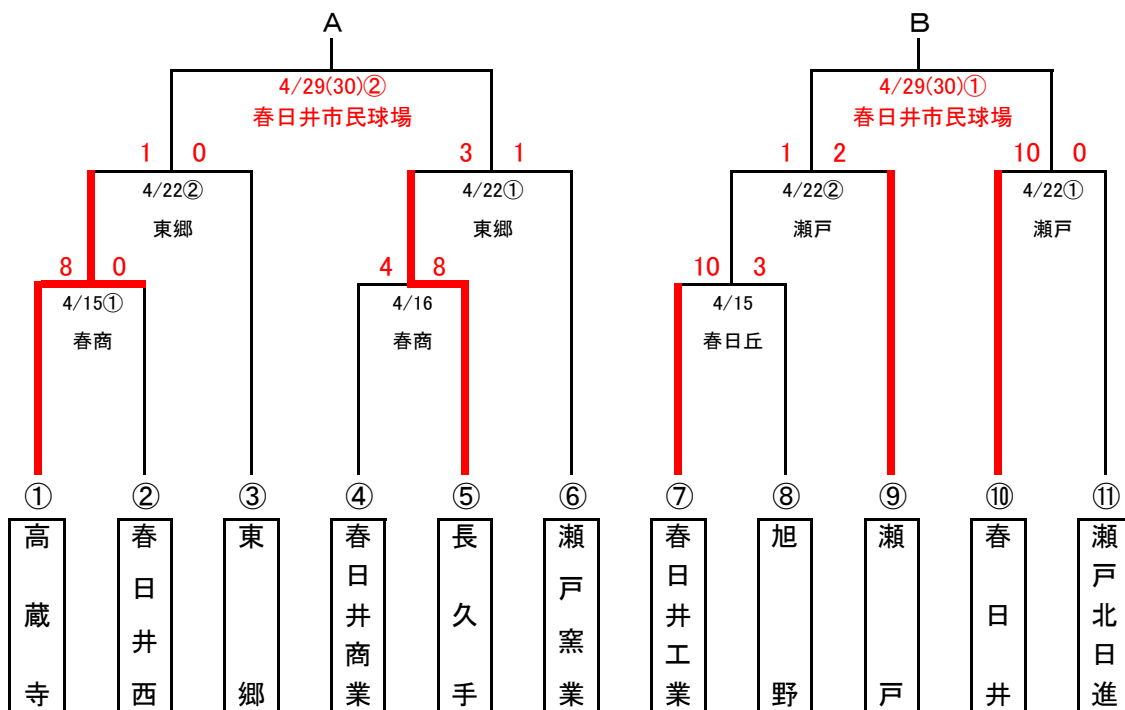 A B
4/29(30)② 4/29(30)①
春日井市民球場 春日井市民球場
1 0 3 1 1 2 10 0
4/22② 4/22① 4/22② 4/22①
東郷 東郷 瀬戸 瀬戸
8 0 4 8 10 3
4/15① 4/16 4/15
春商 春商 春日丘
① ② ③ ④ ⑤ ⑥ ⑦ ⑧ ⑨ ⑩ ⑪
高蔵寺
春日井西
東郷
春日井商業
長久手
瀬戸窯業
春日井工業
旭野
瀬戸
春日井
瀬戸北日進